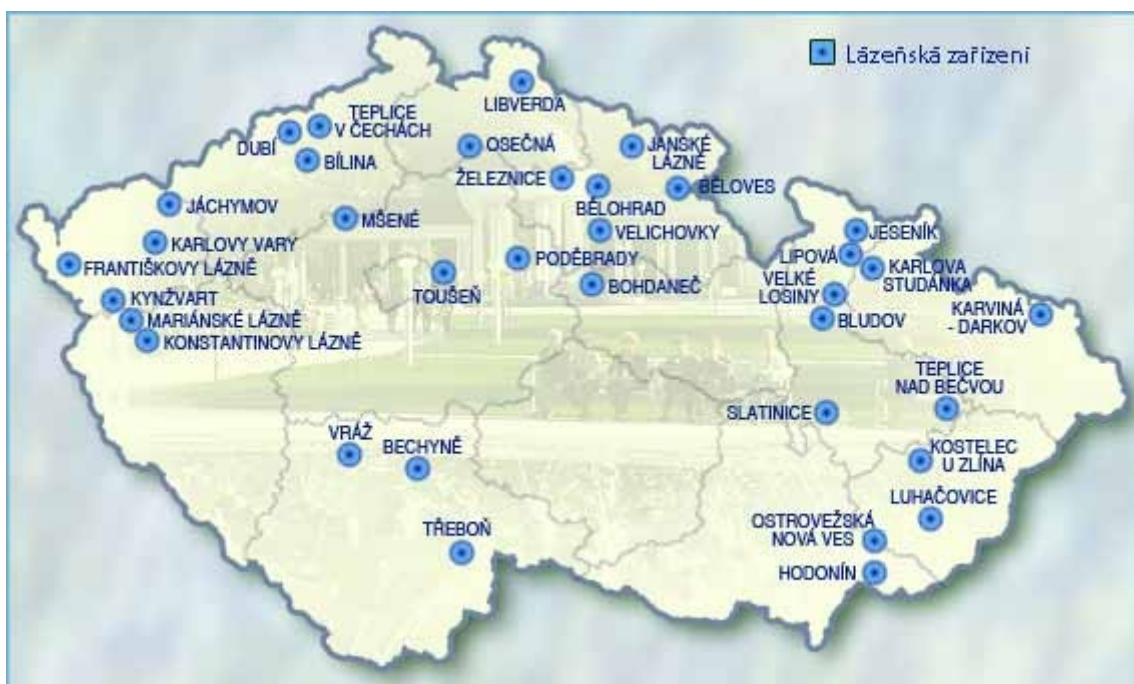 Lázeňská zařízení
LIBVERDA
TEPLICE
V ČECHÁCH
DUBÍ
BÍLINA
OSEČNÁ
JANSKÉ
LÁZNĚ
ŽELEZNICE
BĚLOVES
BĚLOHRAD
JÁCHYMOV
MŠENÉ
VELICHOVKY
KARLOVY VARY
JESENÍK
LIPOVÁ
FRANTIŠKOVY LÁZNĚ
PODĚBRADY
KARLOVA
STUDÁNKA
TOUŠEŇ
BOHDANEČ
VELKÉ
LOSINY
KYNŽVART
MARIÁNSKÉ LÁZNĚ
BLUDOV
KARVINÁ
- DARKOV
KONSTANTINOVY LÁZNĚ
TEPLICE
NAD BEČVOU
SLATINICE
VRÁŽ
BECHYNĚ
KOSTELEC
U ZLÍNA
LUHAČOVICE
OSTROVEŽSKÁ
NOVÁ VES
TŘEBOŇ
HODONÍN